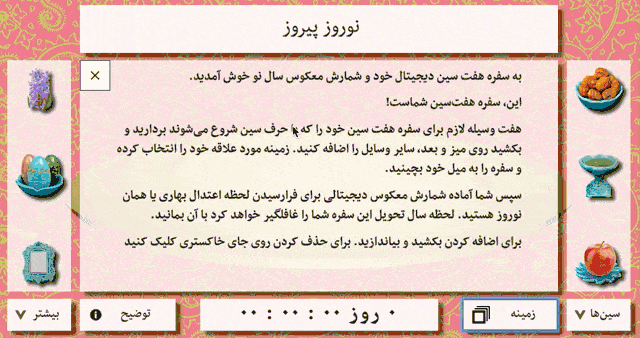 نوروز پیروز
به سفره هفت سین دیجیتال خود و شمارش معکوس سال نو خوش آمدید.
این، سفره هفت‌سین شماست!
هفت وسیله لازم برای سفره هفت سین خود را که با حرف سین شروع می‌شوند بردارید و
بکشید روی میز و بعد، سایر وسایل را اضافه کنید. زمینه مورد علاقه خود را انتخاب کرده
و سفره را به میل خود بچینید.
سپس شما آماده شمارش معکوس دیجیتالی برای فرارسیدن لحظه اعتدال بهاری یا همان
نوروز هستید. لحظه سال تحویل این سفره شما را غافلگیر خواهد کرد با آن بمانید.
برای اضافه کردن بکشید و بیاندازید. برای حذف کردن روی جای خاکستری کلیک کنید
سین‌ها
زمینه
۰ روز ۰۰ : ۰۰ : ۰۰
توضیح
بیشتر